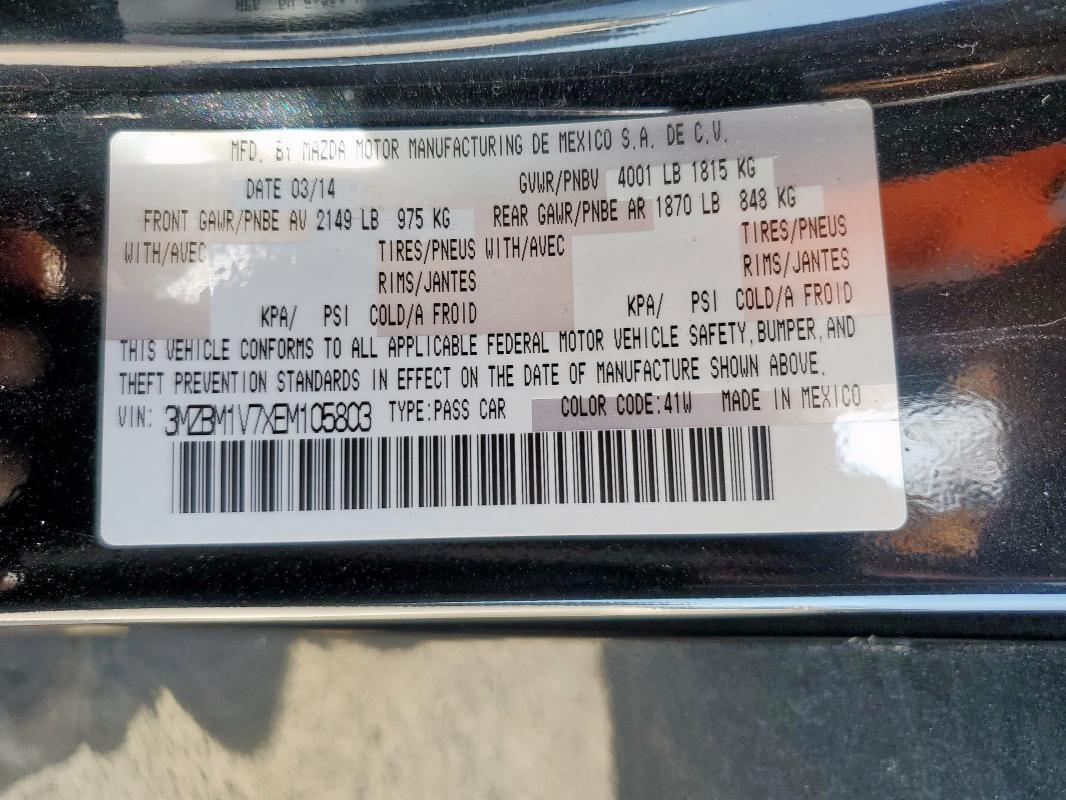 MFD. BY MAZDA MOTOR MANUFACTURING DE MEXICO S.A. DE C.V.
DATE 03/14 GVWR/PNBV 4001 LB 1815 KG
FRONT GAWR/PNBE AV 2149 LB 975 KG REAR GAWR/PNBE AR 1870 LB 848 KG
WITH/AVEC TIRES/PNEUS WITH/AVEC TIRES/PNEUS
RIMS/JANTES RIMS/JANTES
KPA/ PSI COLD/A FROID KPA/ PSI COLD/A FROID
THIS VEHICLE CONFORMS TO ALL APPLICABLE FEDERAL MOTOR VEHICLE SAFETY, BUMPER, AND
THEFT PREVENTION STANDARDS IN EFFECT ON THE DATE OF MANUFACTURE SHOWN ABOVE.
VIN: 3MZBM1V7XEM105803 TYPE:PASS CAR COLOR CODE:41W MADE IN MEXICO